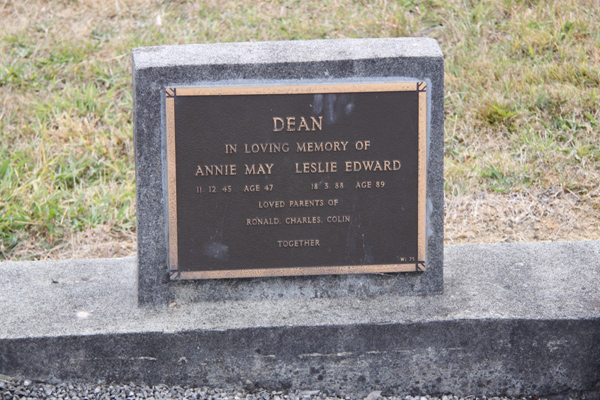 DEAN
IN LOVING MEMORY OF
ANNIE MAY LESLIE EDWARD
11. 12. 45 AGE 47 18. 3. 88 AGE 89
LOVED PARENTS OF
RONALD, CHARLES, COLIN
TOGETHER